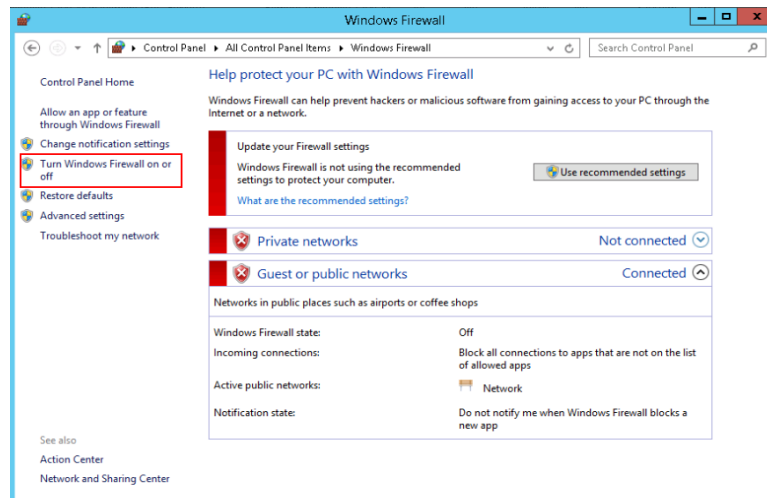 Windows Firewall
Control Panel ▸ All Control Panel Items ▸ Windows Firewall
Search Control Panel
Control Panel Home
Allow an app or feature
through Windows Firewall
Change notification settings
Turn Windows Firewall on or
off
Restore defaults
Advanced settings
Troubleshoot my network
See also
Action Center
Network and Sharing Center
Help protect your PC with Windows Firewall
Windows Firewall can help prevent hackers or malicious software from gaining access to your PC through the
Internet or a network.
Update your Firewall settings
Windows Firewall is not using the recommended
settings to protect your computer.
Use recommended settings
What are the recommended settings?
Private networks Not connected
Guest or public networks Connected
Networks in public places such as airports or coffee shops
Windows Firewall state: Off
Incoming connections: Block all connections to apps that are not on the list
of allowed apps
Active public networks: Network
Notification state: Do not notify me when Windows Firewall blocks a
new app